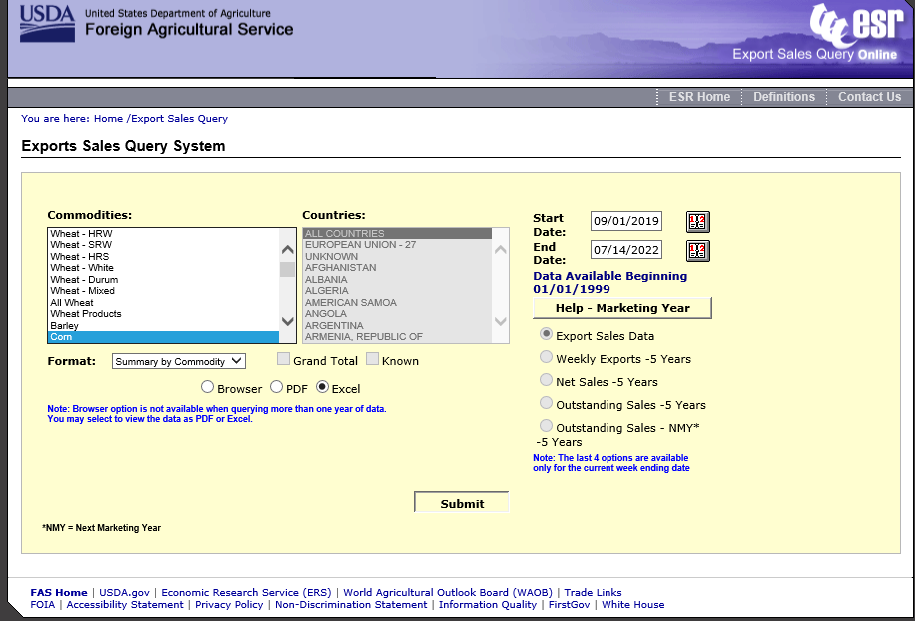 USDA
United States Department of Agriculture
Foreign Agricultural Service
esr
Export Sales Query Online
ESR Home
Definitions
Contact Us
You are here: Home /Export Sales Query
Exports Sales Query System
Commodities:
Wheat - HRW
Wheat - SRW
Wheat - HRS
Wheat - White
Wheat - Durum
Wheat - Mixed
All Wheat
Wheat Products
Barley
Corn
Countries:
ALL COUNTRIES
EUROPEAN UNION - 27
UNKNOWN
AFGHANISTAN
ALBANIA
ALGERIA
AMERICAN SAMOA
ANGOLA
ARGENTINA
ARMENIA, REPUBLIC OF
Start
Date:
09/01/2019
End
Date:
07/14/2022
Data Available Beginning
01/01/1999
Help - Marketing Year
Export Sales Data
Weekly Exports -5 Years
Net Sales -5 Years
Outstanding Sales -5 Years
Outstanding Sales - NMY*
-5 Years
Note: The last 4 options are available
only for the current week ending date
Format:
Summary by Commodity
Grand Total
Known
Browser
PDF
Excel
Note: Browser option is not available when querying more than one year of data.
You may select to view the data as PDF or Excel.
Submit
*NMY = Next Marketing Year
FAS Home | USDA.gov | Economic Research Service (ERS) | World Agricultural Outlook Board (WAOB) | Trade Links
FOIA | Accessibility Statement | Privacy Policy | Non-Discrimination Statement | Information Quality | FirstGov | White House